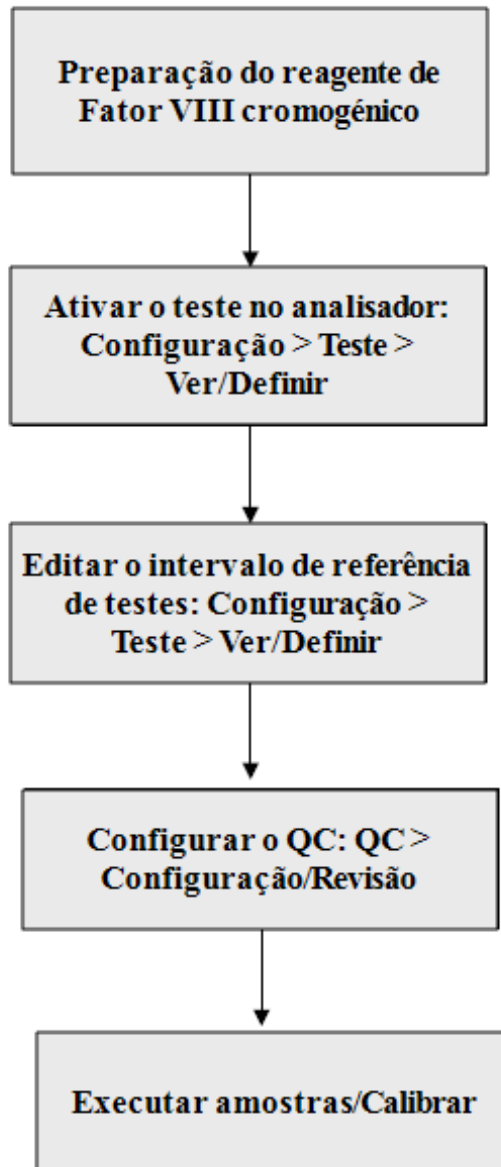 Preparação do reagente de
Fator VIII cromogénico
Ativar o teste no analisador:
Configuração > Teste >
Ver/Definir
Editar o intervalo de referência
de testes: Configuração >
Teste > Ver/Definir
Configurar o QC: QC >
Configuração/Revisão
Executar amostras/Calibrar